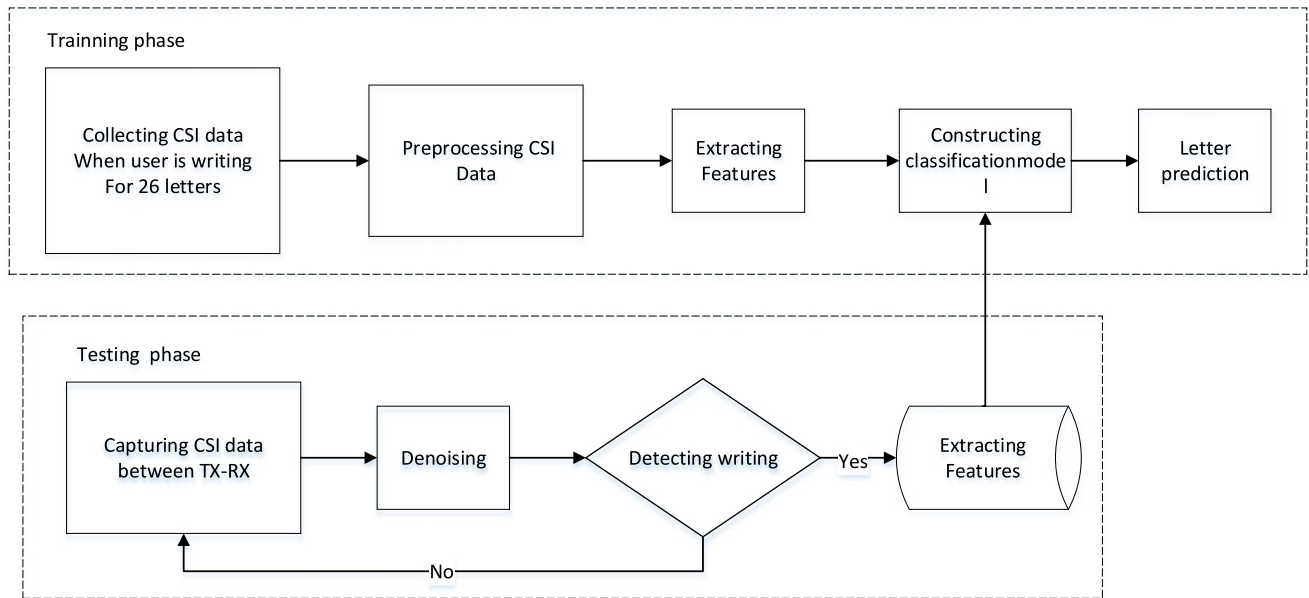 Trainning phase
Collecting CSI data
When user is writing
For 26 letters
Preprocessing CSI
Data
Extracting
Features
Constructing
classificationmode
l
Letter
prediction
Testing phase
Capturing CSI data
between TX-RX
Denoising
Detecting writing
Yes
Extracting
Features
No